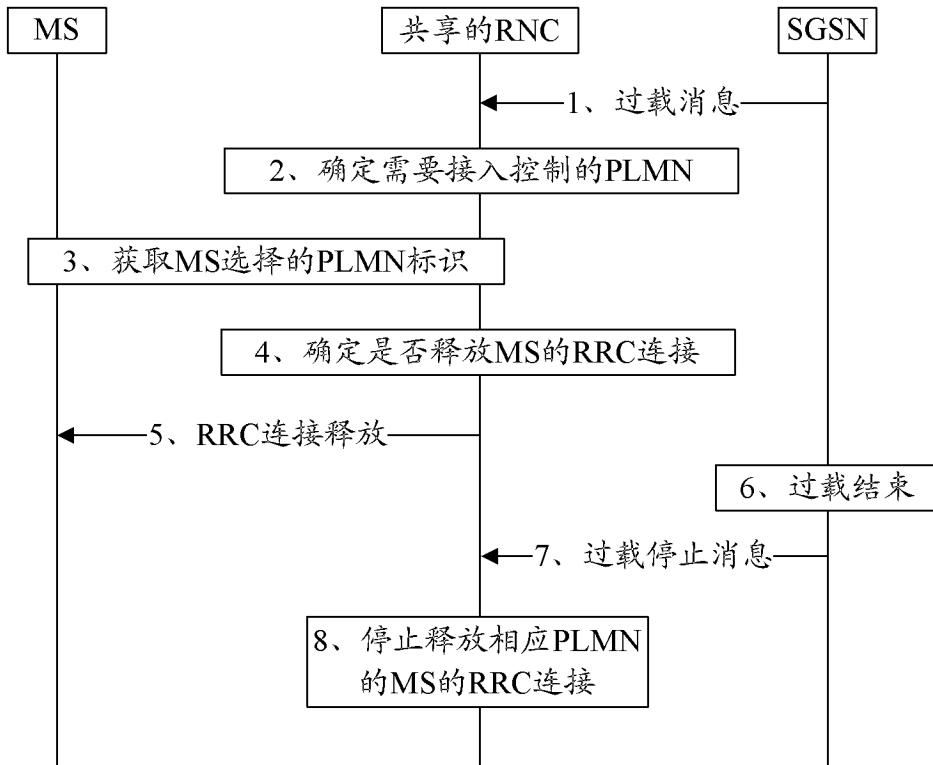 MS
共享的RNC
SGSN
1、过载消息
2、确定需要接入控制的PLMN
3、获取MS选择的PLMN标识
4、确定是否释放MS的RRC连接
5、RRC连接释放
6、过载结束
7、过载停止消息
8、停止释放相应PLMN
的MS的RRC连接